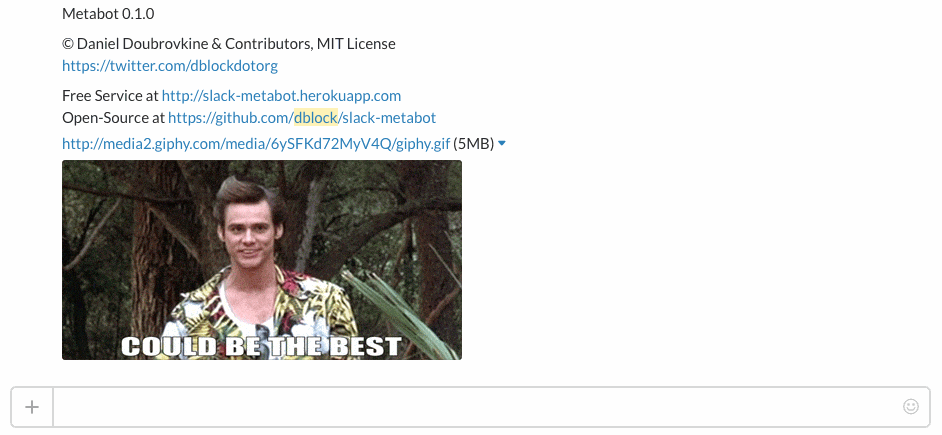 Metabot 0.1.0
© Daniel Doubrovkine & Contributors, MIT License
https://twitter.com/dblockdotorg
Free Service at http://slack-metabot.herokuapp.com
Open-Source at https://github.com/dblock/slack-metabot
http://media2.giphy.com/media/6ySFKd72MyV4Q/giphy.gif (5MB)
COULD BE THE BEST